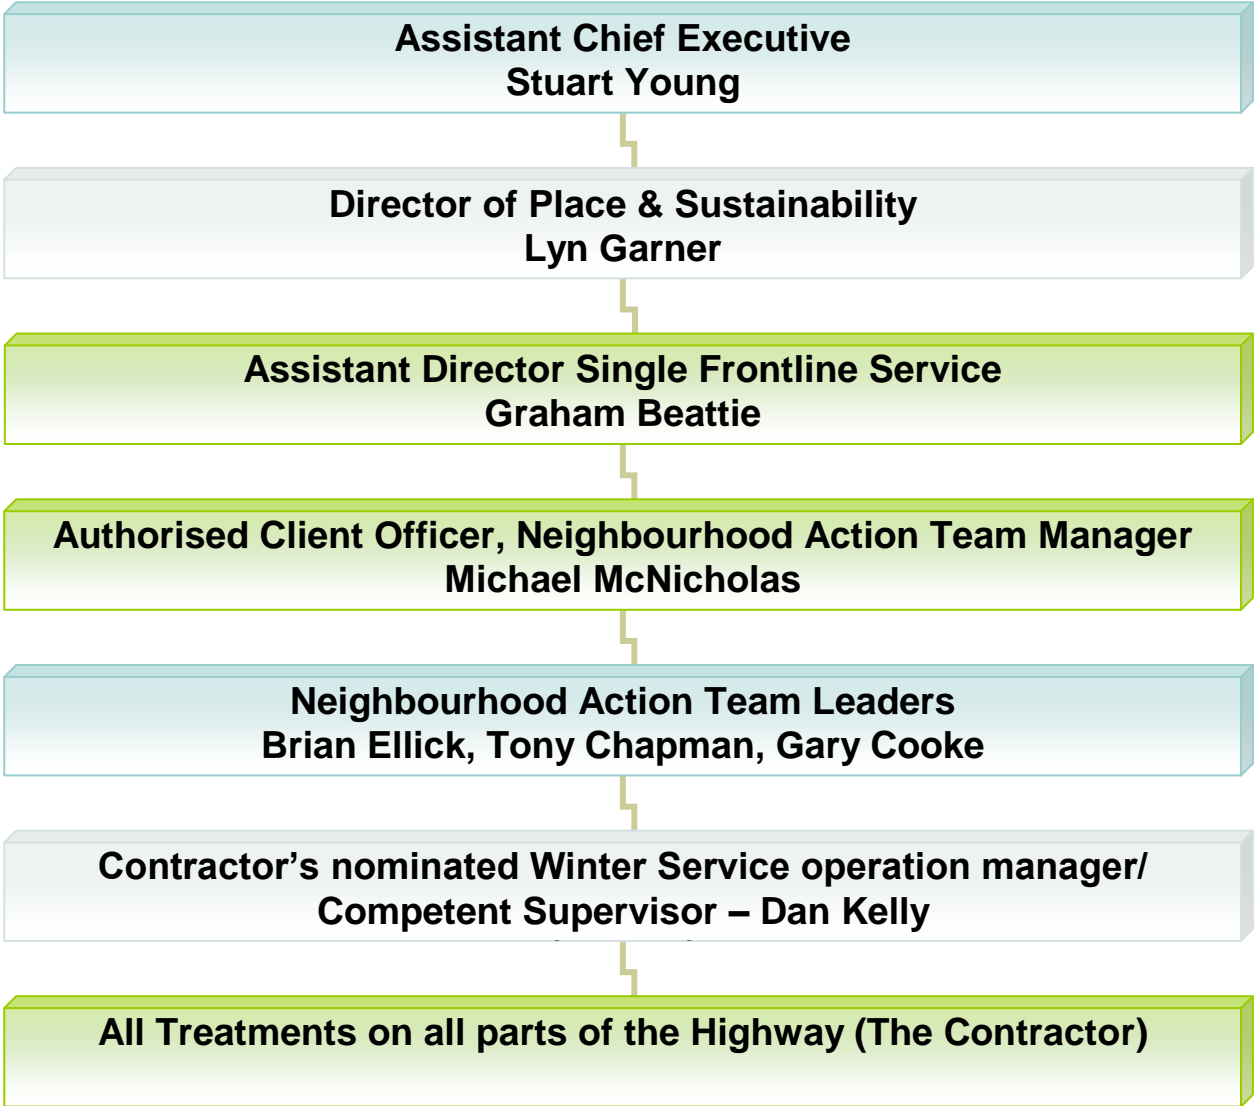 Assistant Chief Executive
Stuart Young
Director of Place & Sustainability
Lyn Garner
Assistant Director Single Frontline Service
Graham Beattie
Authorised Client Officer, Neighbourhood Action Team Manager
Michael McNicholas
Neighbourhood Action Team Leaders
Brian Ellick, Tony Chapman, Gary Cooke
Contractor’s nominated Winter Service operation manager/
Competent Supervisor – Dan Kelly
All Treatments on all parts of the Highway (The Contractor)